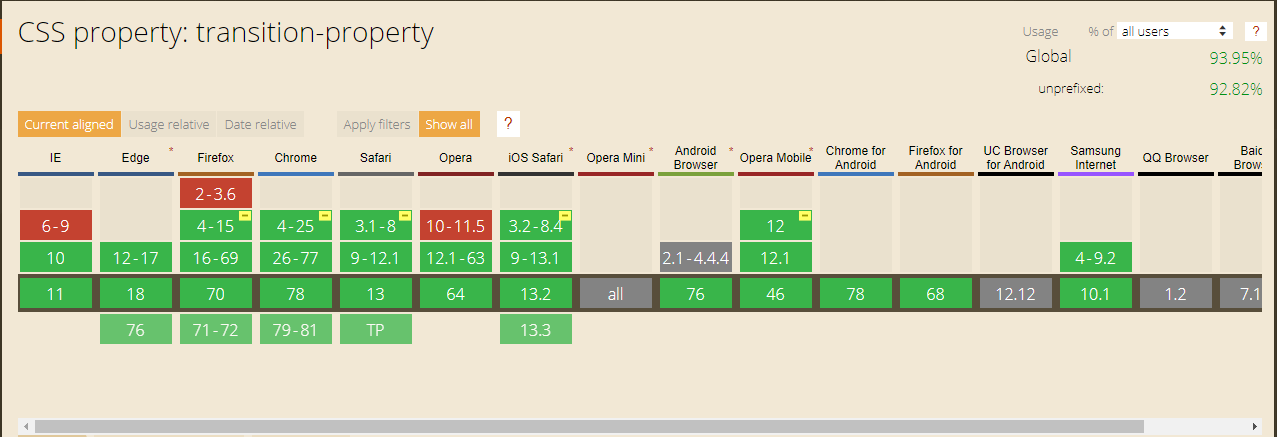 CSS property: transition-property
Usage % of all users ?
Global 93.95%
unprefixed: 92.82%
Current aligned Usage relative Date relative Apply filters Show all ?
IE Edge * Firefox Chrome Safari Opera iOS Safari * Opera Mini * Android Browser * Opera Mobile * Chrome for Android Firefox for Android UC Browser for Android Samsung Internet QQ Browser Baid Brows
2-3.6
6-9 4-15 4-25 3.1-8 10-11.5 3.2-8.4 12
10 12-17 16-69 26-77 9-12.1 12.1-63 9-13.1 2.1-4.4.4 12.1 4-9.2
11 18 70 78 13 64 13.2 all 76 46 78 68 12.12 10.1 1.2 7.1
76 71-72 79-81 TP 13.3